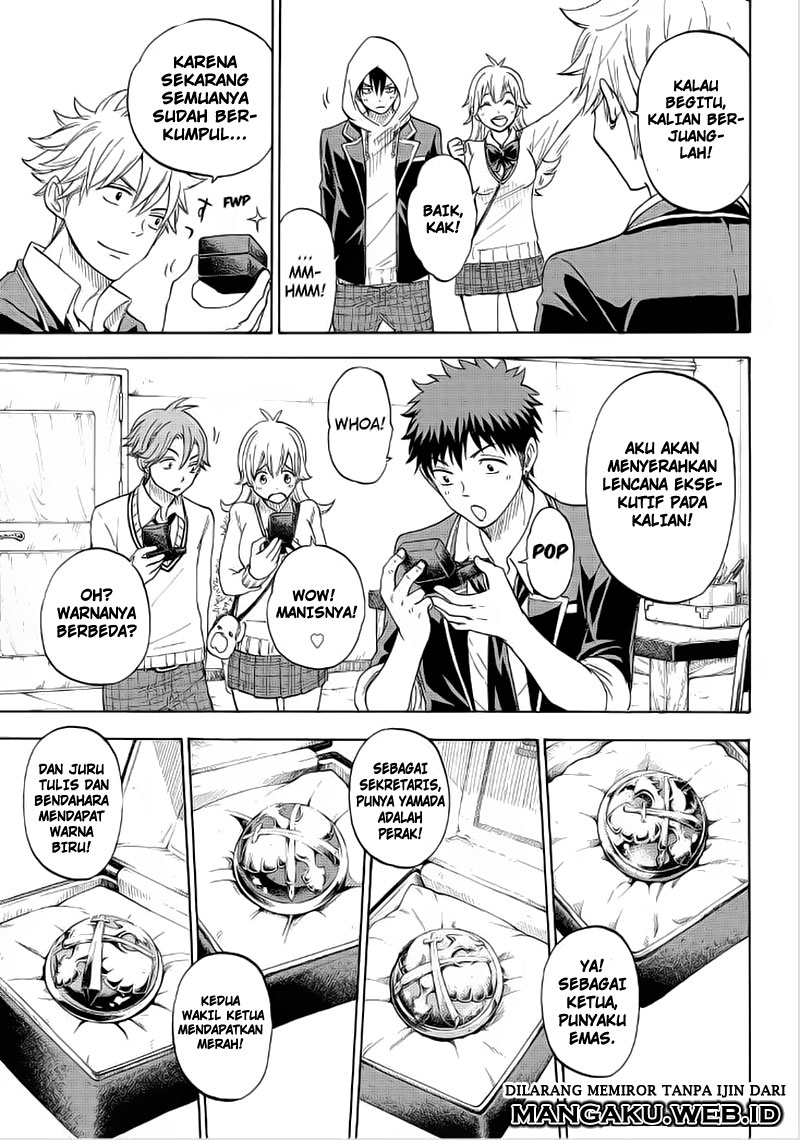 KALAU
BEGITU,
KALIAN BER-
JUANG-
LAH!
BAIK,
KAK!
...
MM-
HMM!
KARENA
SEKARANG
SEMUANYA
SUDAH BER-
KUMPUL...
FWP
AKU AKAN
MENYERAHKAN
LENCANA EKSE-
KUTIF PADA
KALIAN!
POP
WHOA!
WOW!
MANISNYA!
♡
OH?
WARNANYA
BERBEDA?
YA!
SEBAGAI
KETUA,
PUNYAKU
EMAS.
SEBAGAI
SEKRETARIS,
PUNYA YAMADA
ADALAH
PERAK!
KEDUA
WAKIL KETUA
MENDAPATKAN
MERAH!
DAN JURU
TULIS DAN
BENDAHARA
MENDAPAT
WARNA
BIRU!
DILARANG MEMIROR TANPA IJIN DARI
MANGAKU.WEB.ID